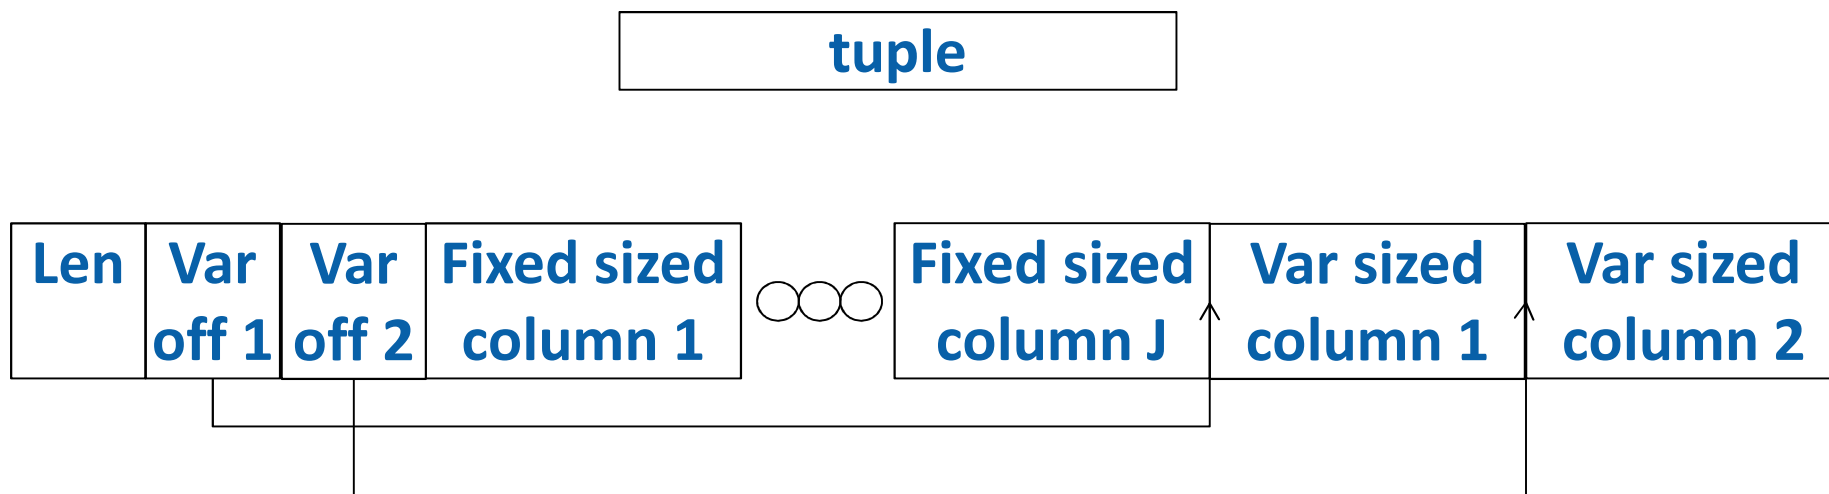 tuple
Len
Var
off 1
Var
off 2
Fixed sized
column 1
Fixed sized
column J
Var sized
column 1
Var sized
column 2